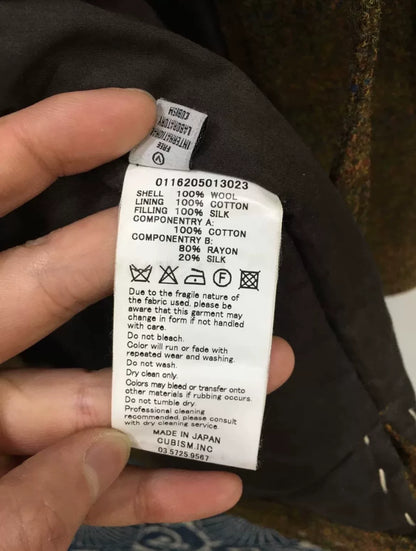 INTERNATIONAL
LABORATORY
CUBISM
FREE
V
0116205013023
SHELL 100% WOOL
LINING 100% COTTON
FILLING 100% SILK
COMPONENTRY A:
100% COTTON
COMPONENTRY B:
80% RAYON
20% SILK
F
Due to the fragile nature of
the fabric used, please be
aware that this garment may
change in form if not handled
with care.
Do not bleach.
Color will run or fade with
repeated wear and washing.
Do not wash.
Dry clean only.
Colors may bleed or transfer onto
other materials if rubbing occurs.
Do not tumble dry.
Professional cleaning
recommended, please consult
with dry cleaning service.
MADE IN JAPAN
CUBISM.INC
03.5725.9567